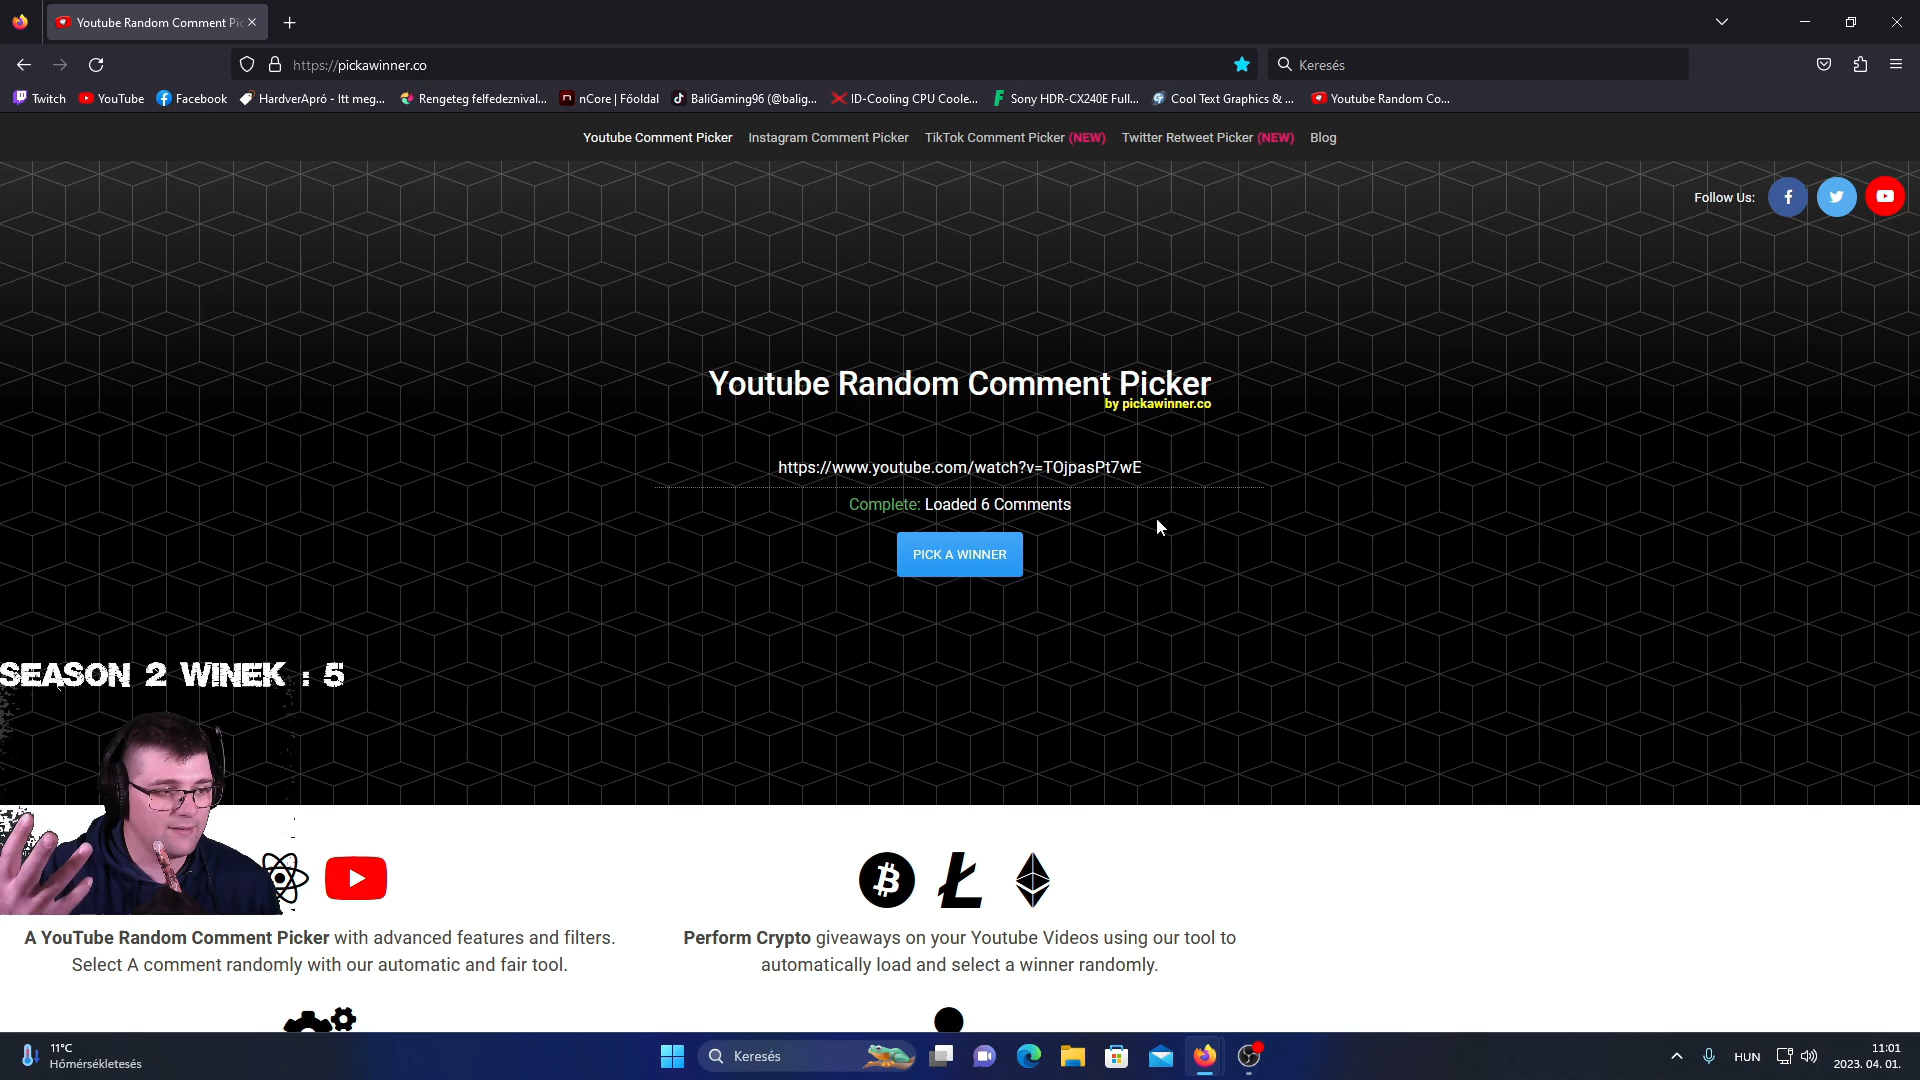 Youtube Random Comment Pic
https://pickawinner.co
Keresés
Twitch
YouTube
Facebook
HardverApró - Itt meg...
Rengeteg felfedeznival...
nCore | Főoldal
BaliGaming96 (@balig...
ID-Cooling CPU Coole...
Sony HDR-CX240E Full...
Cool Text Graphics & ...
Youtube Random Co...
Youtube Comment Picker
Instagram Comment Picker
TikTok Comment Picker (NEW)
Twitter Retweet Picker (NEW)
Blog
Follow Us:
Youtube Random Comment Picker
by pickawinner.co
https://www.youtube.com/watch?v=TOjpasPt7wE
Complete: Loaded 6 Comments
PICK A WINNER
SEASON 2 WINEK : 5
A YouTube Random Comment Picker with advanced features and filters.
Select A comment randomly with our automatic and fair tool.
Perform Crypto giveaways on your Youtube Videos using our tool to
automatically load and select a winner randomly.
11°C
Hőmérsékletesés
Keresés
HUN
11:01
2023. 04. 01.